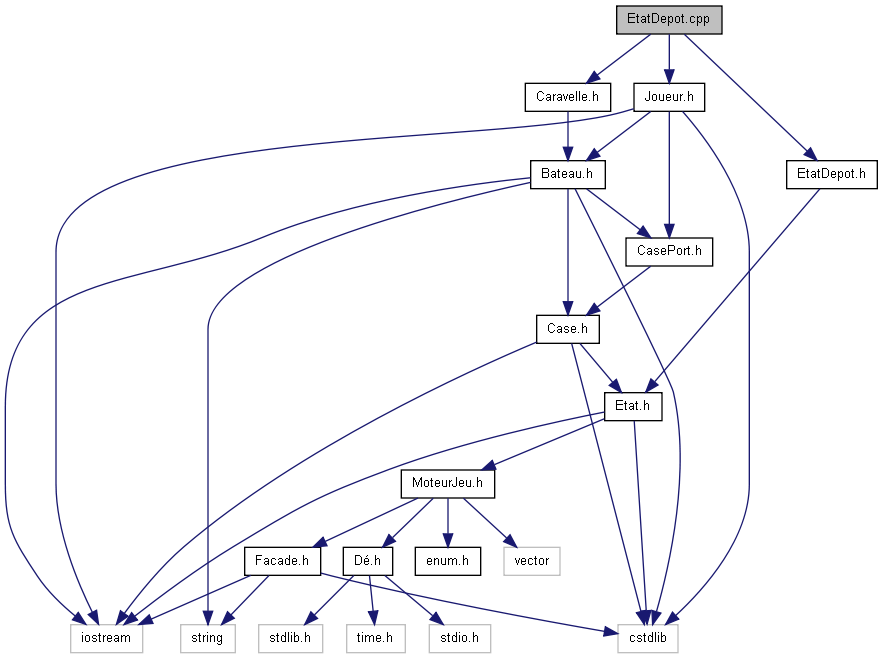 EtatDepot.cpp
Caravelle.h
Joueur.h
Bateau.h
EtatDepot.h
CasePort.h
Case.h
Etat.h
MoteurJeu.h
Facade.h
Dé.h
enum.h
vector
iostream
string
stdlib.h
time.h
stdio.h
cstdlib